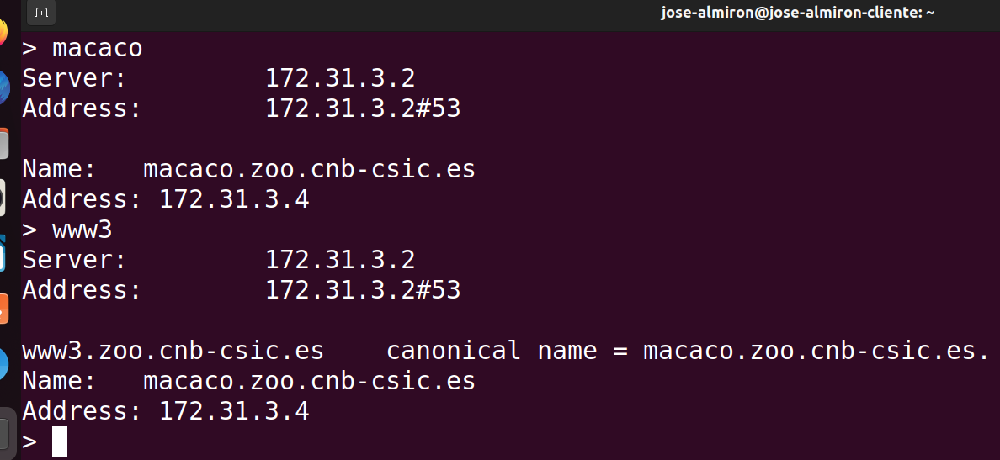 jose-almiron@jose-almiron-cliente: ~
> macaco
Server:         172.31.3.2
Address:        172.31.3.2#53

Name:   macaco.zoo.cnb-csic.es
Address: 172.31.3.4
> www3
Server:         172.31.3.2
Address:        172.31.3.2#53

www3.zoo.cnb-csic.es    canonical name = macaco.zoo.cnb-csic.es.
Name:   macaco.zoo.cnb-csic.es
Address: 172.31.3.4
>